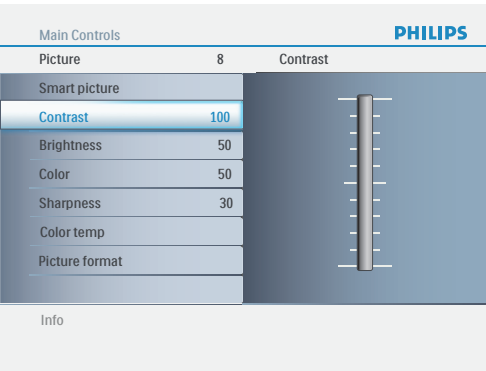 Main Controls
PHILIPS
Picture 8 Contrast
Smart picture
Contrast 100
Brightness 50
Color 50
Sharpness 30
Color temp
Picture format
Info